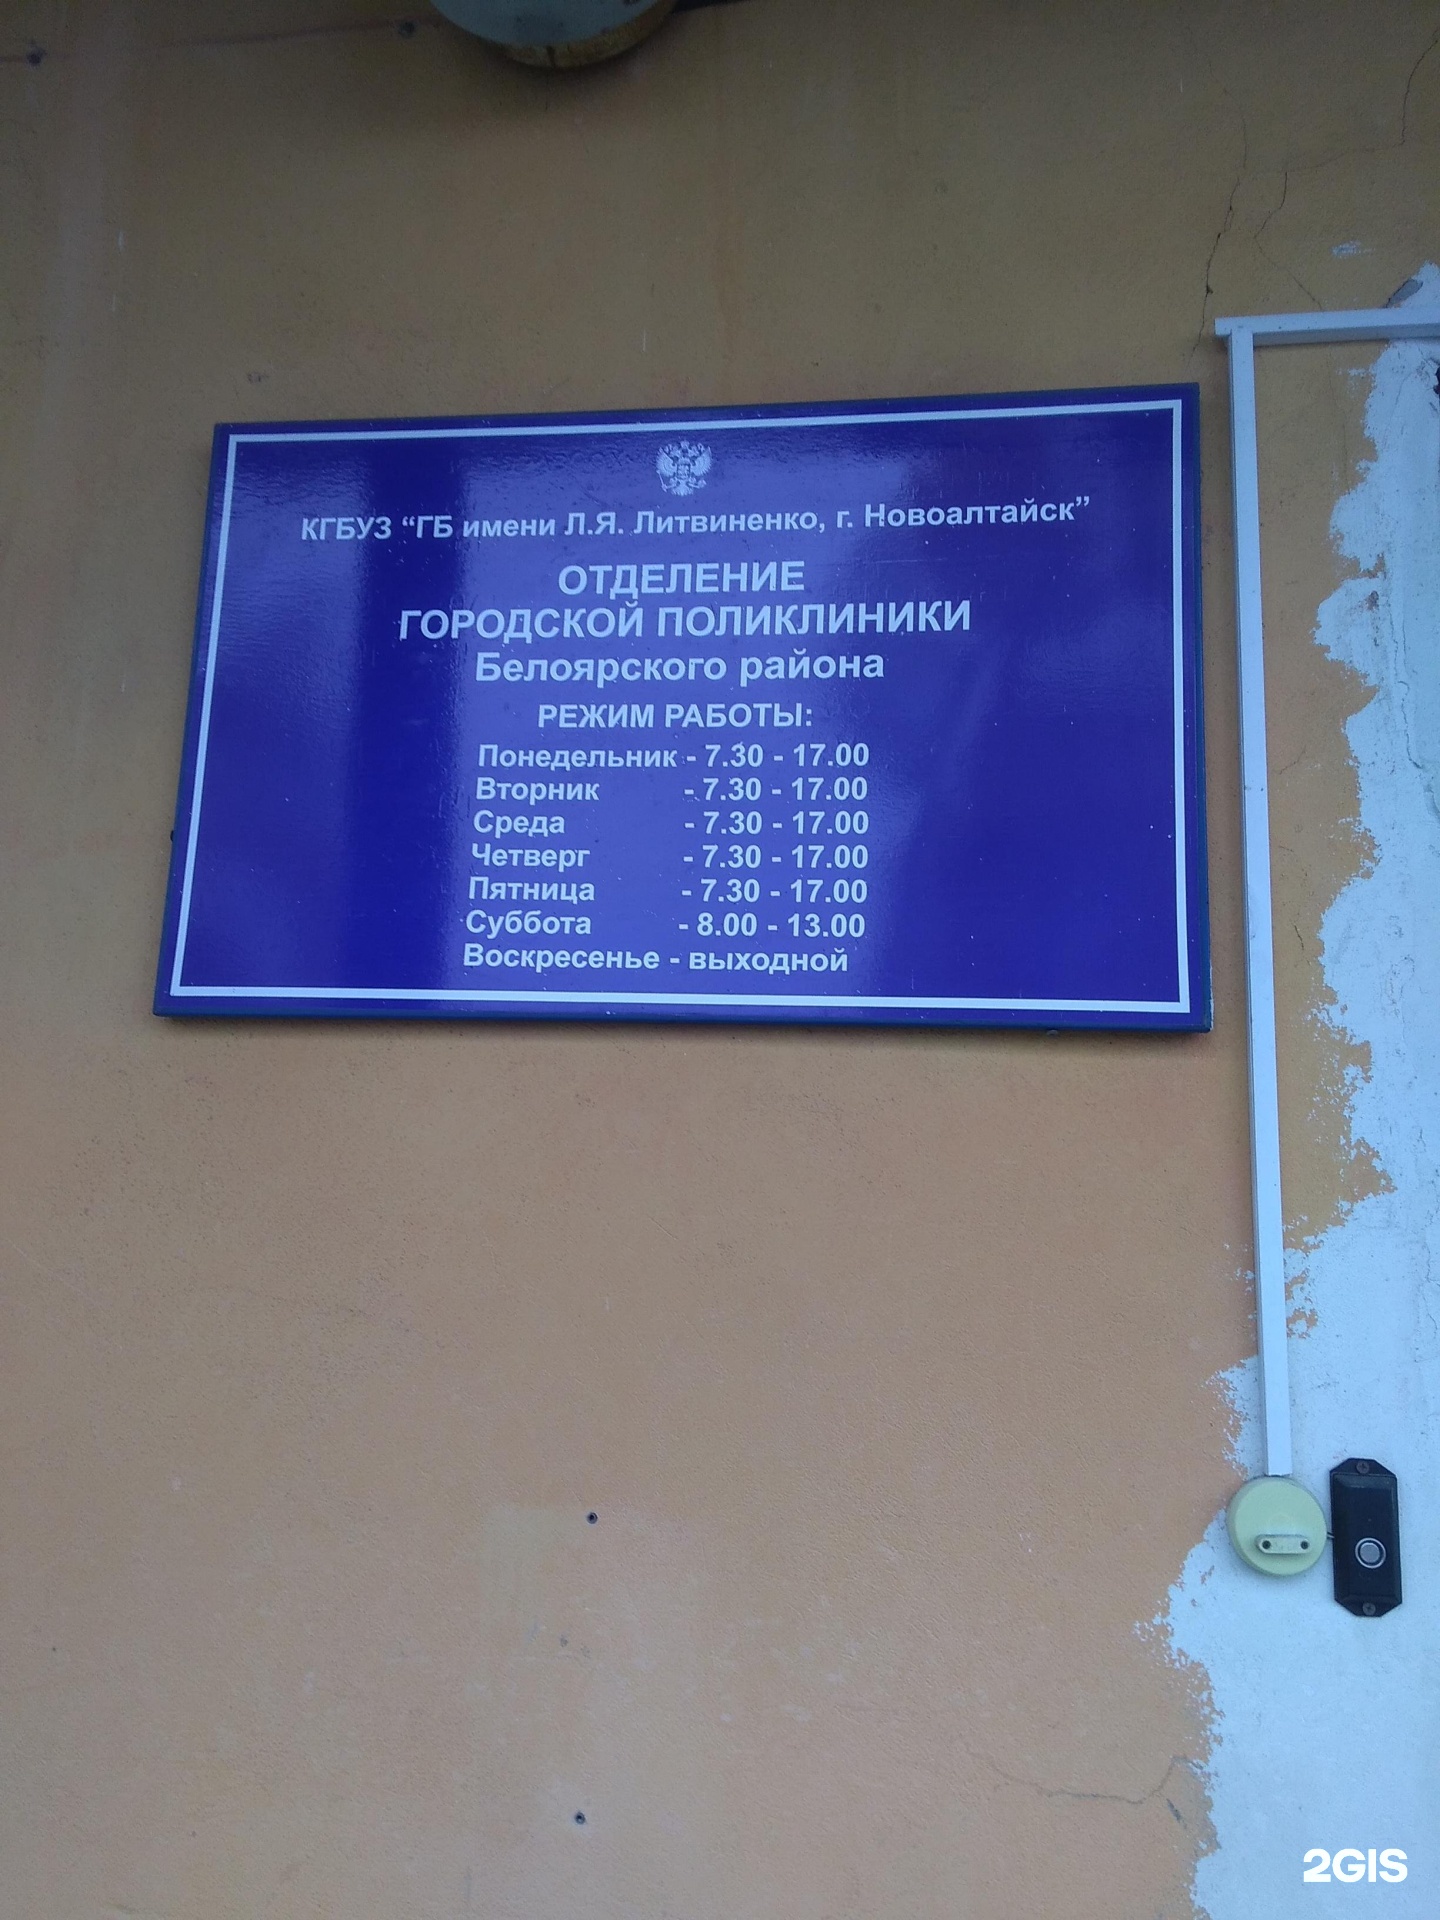 КГБУЗ “ГБ имени Л.Я. Литвиненко, г. Новоалтайск”
ОТДЕЛЕНИЕ
ГОРОДСКОЙ ПОЛИКЛИНИКИ
Белоярского района
РЕЖИМ РАБОТЫ:
Понедельник - 7.30 - 17.00
Вторник - 7.30 - 17.00
Среда - 7.30 - 17.00
Четверг - 7.30 - 17.00
Пятница - 7.30 - 17.00
Суббота - 8.00 - 13.00
Воскресенье - выходной
2GIS